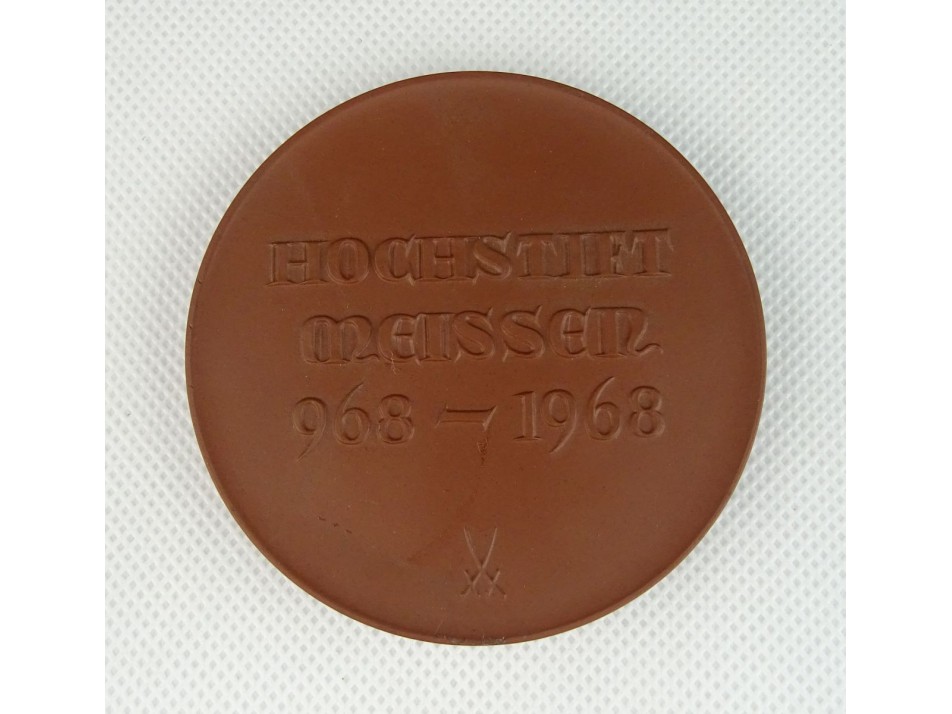 HOCHSTIFT
MEISSEN
968 – 1968